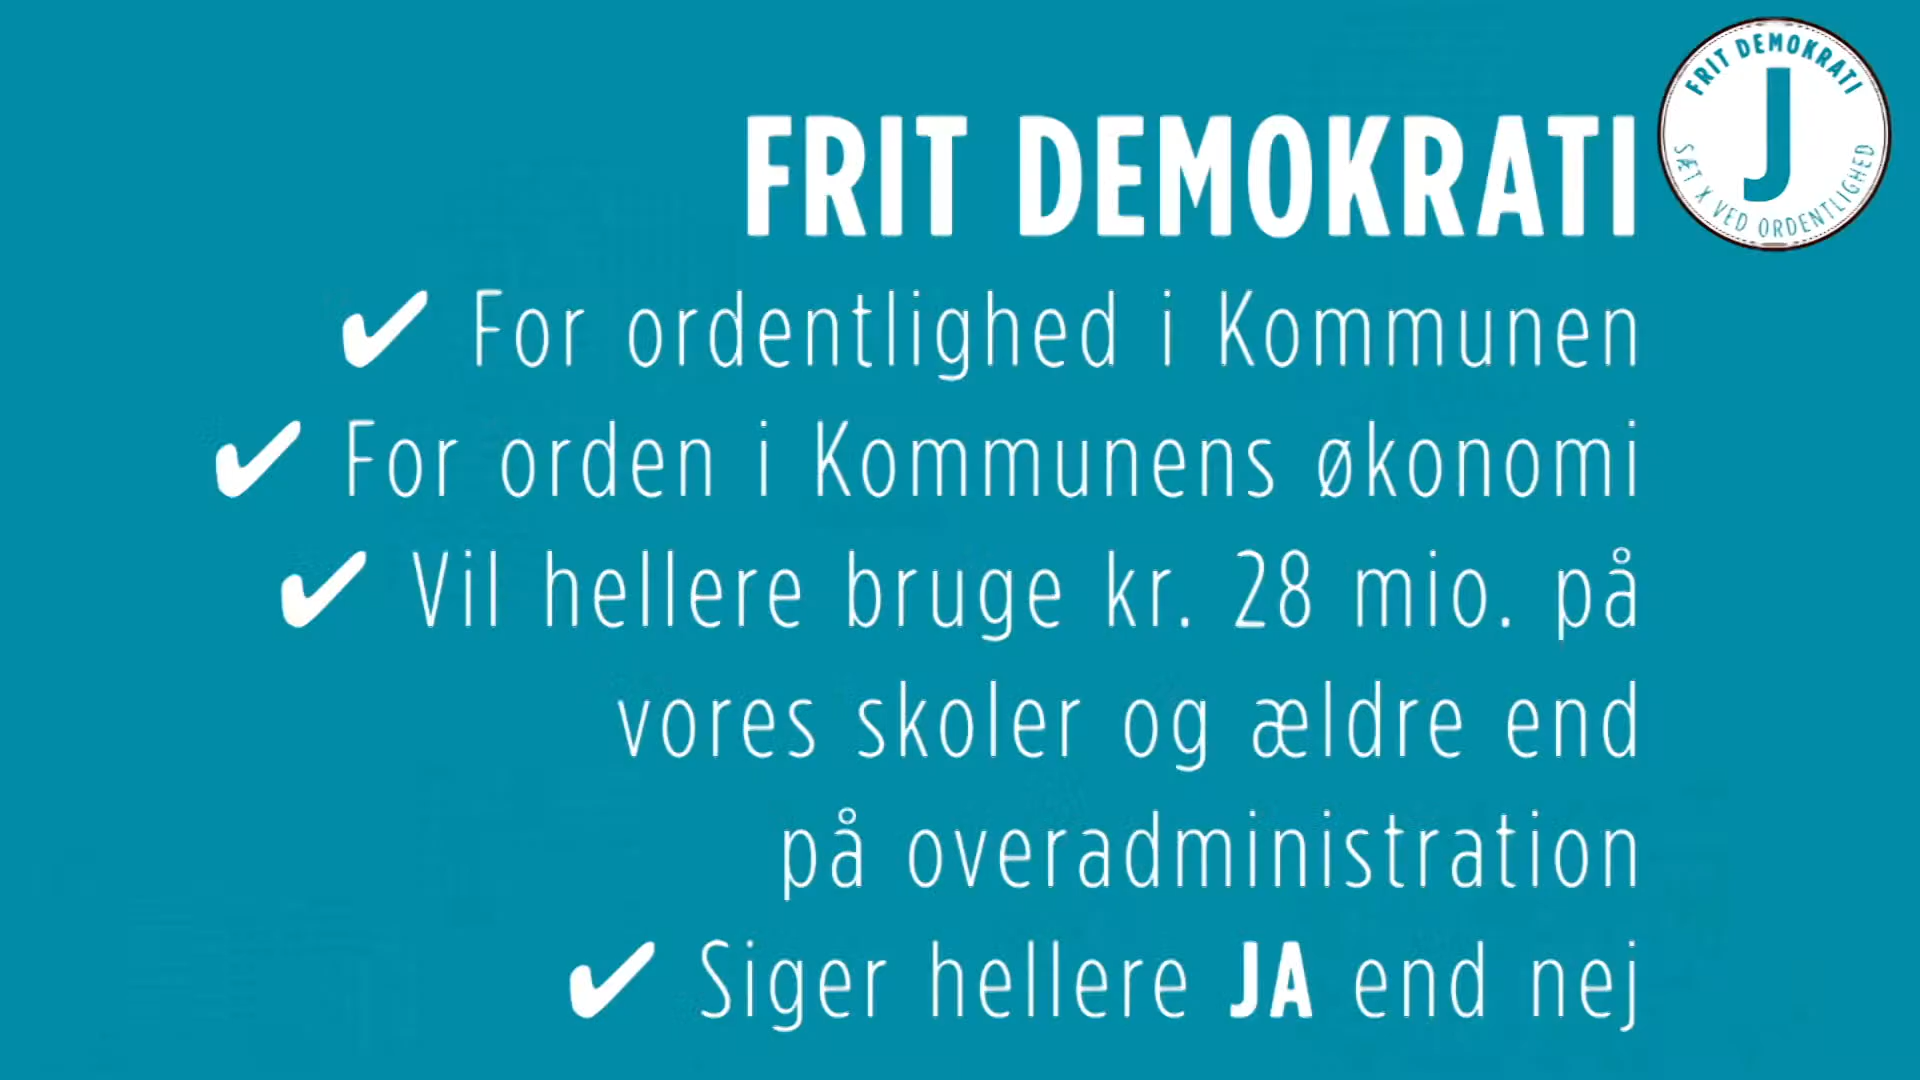 FRIT DEMOKRATI
J
SÆT X VED ORDENTLIGHED
FRIT DEMOKRATI
✔ For ordentlighed i Kommunen
✔ For orden i Kommunens økonomi
✔ Vil hellere bruge kr. 28 mio. på
vores skoler og ældre end
på overadministration
✔ Siger hellere JA end nej